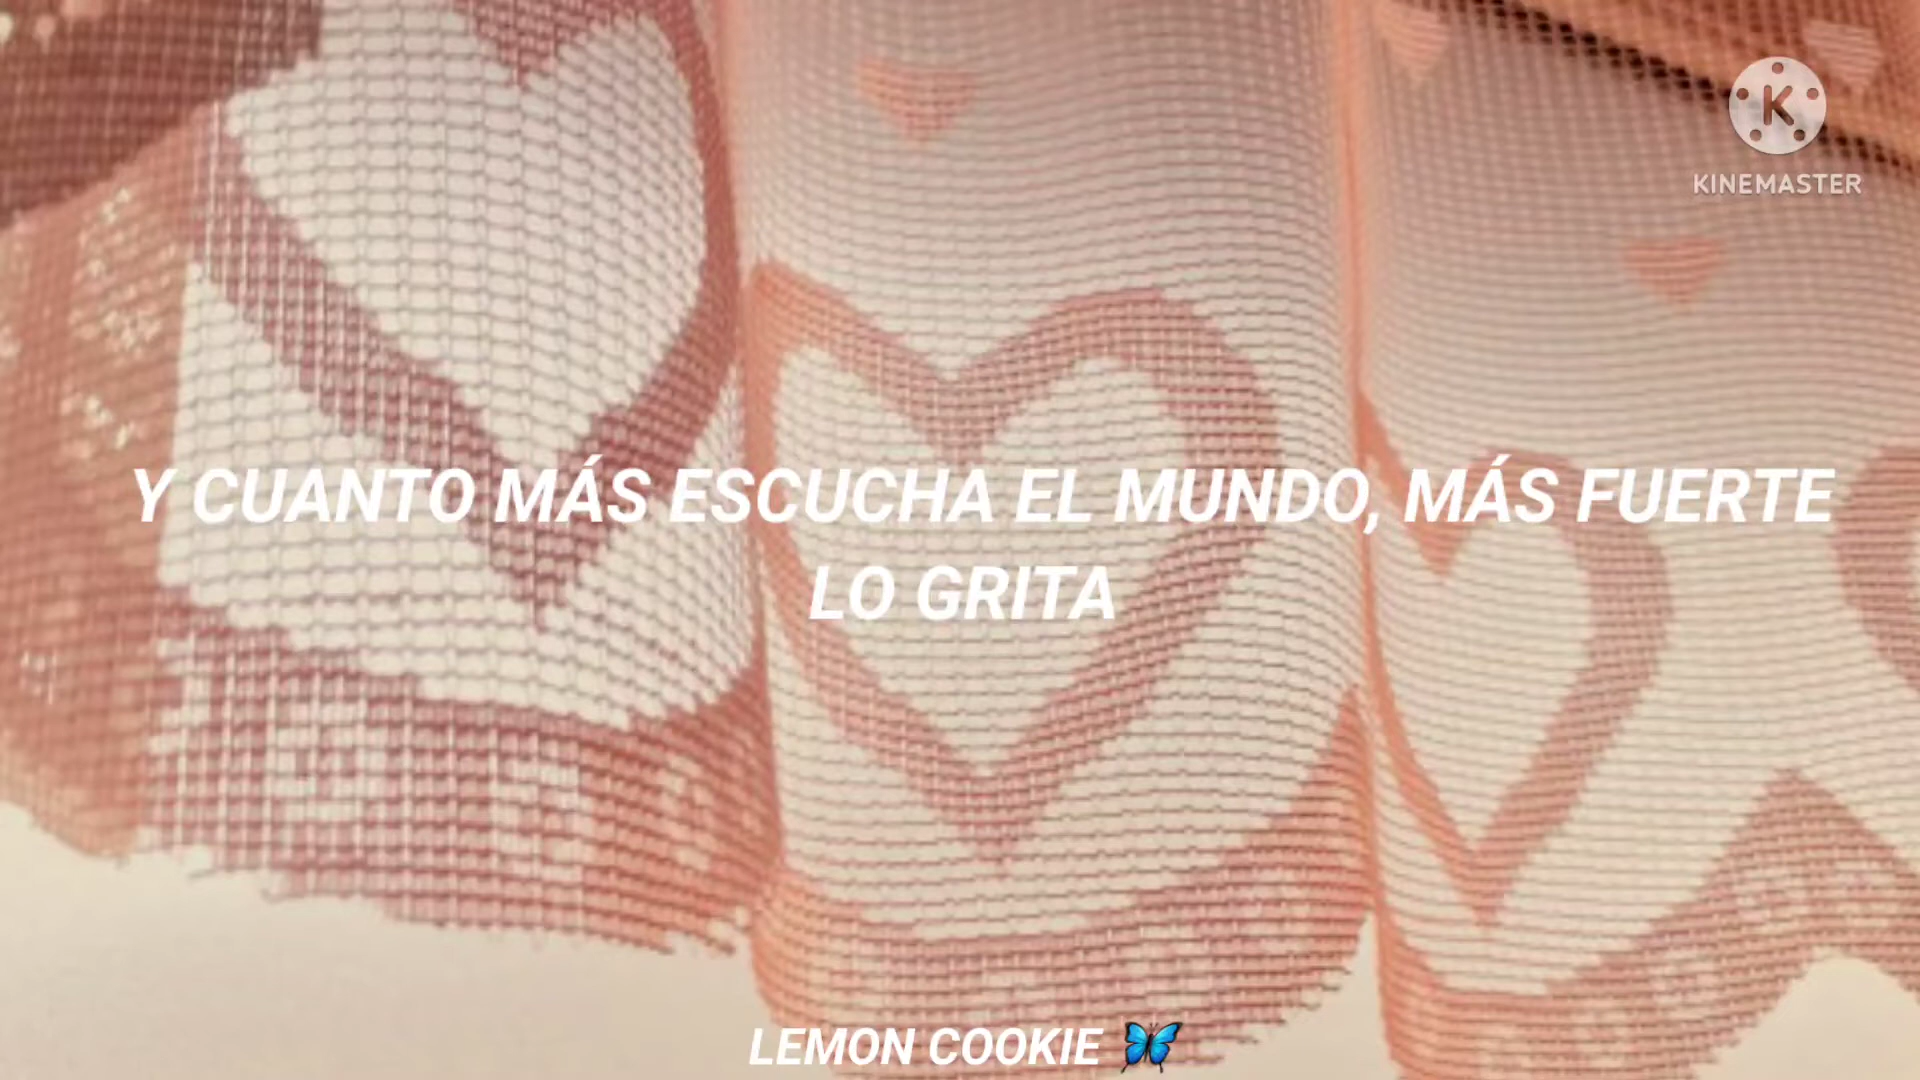 KINEMASTER
Y CUANTO MÁS ESCUCHA EL MUNDO, MÁS FUERTE
LO GRITA
LEMON COOKIE 🦋